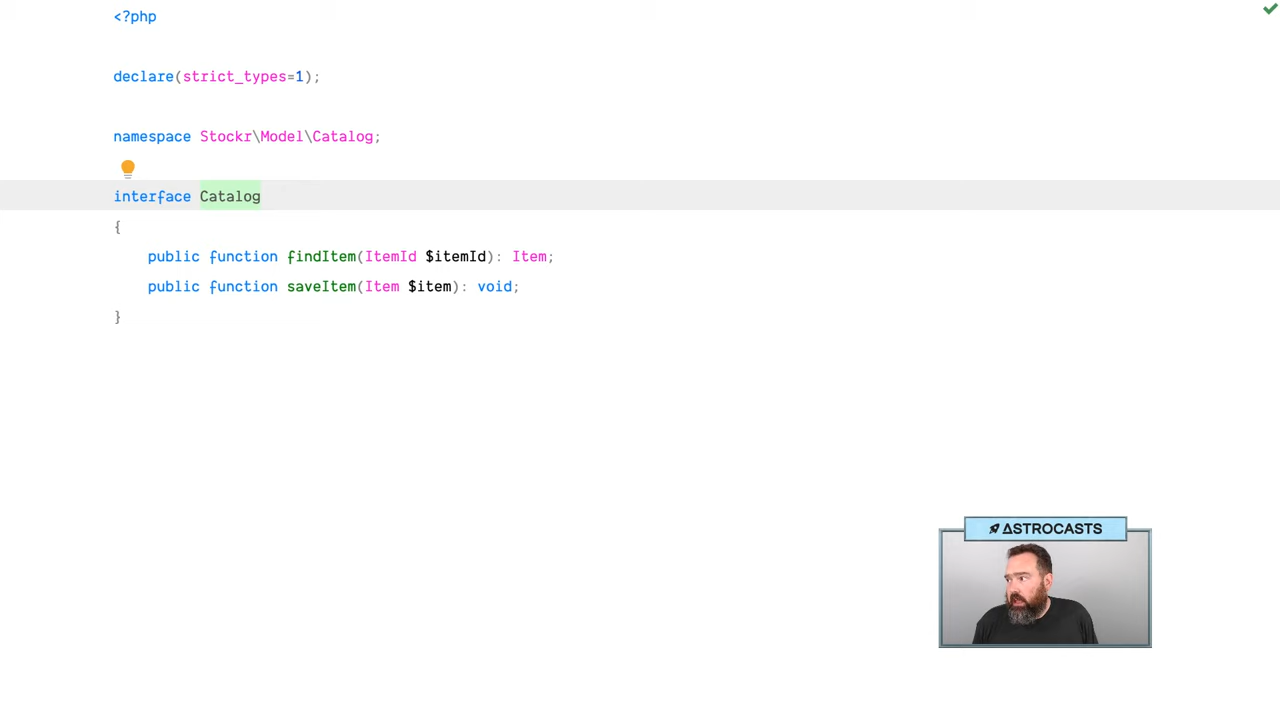 <?php
declare(strict_types=1);
namespace Stockr\Model\Catalog;
interface Catalog
{
    public function findItem(ItemId $itemId): Item;
    public function saveItem(Item $item): void;
}
ΔSTROCASTS